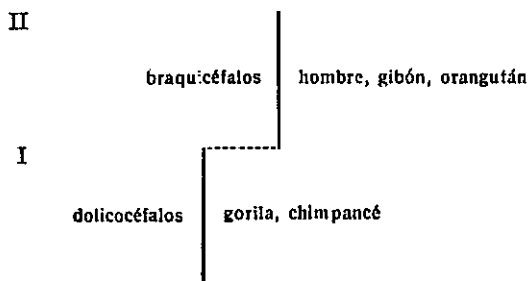 II
braquicéfalos hombre, gibón, orangután
I
dolicocéfalos gorila, chimpancé